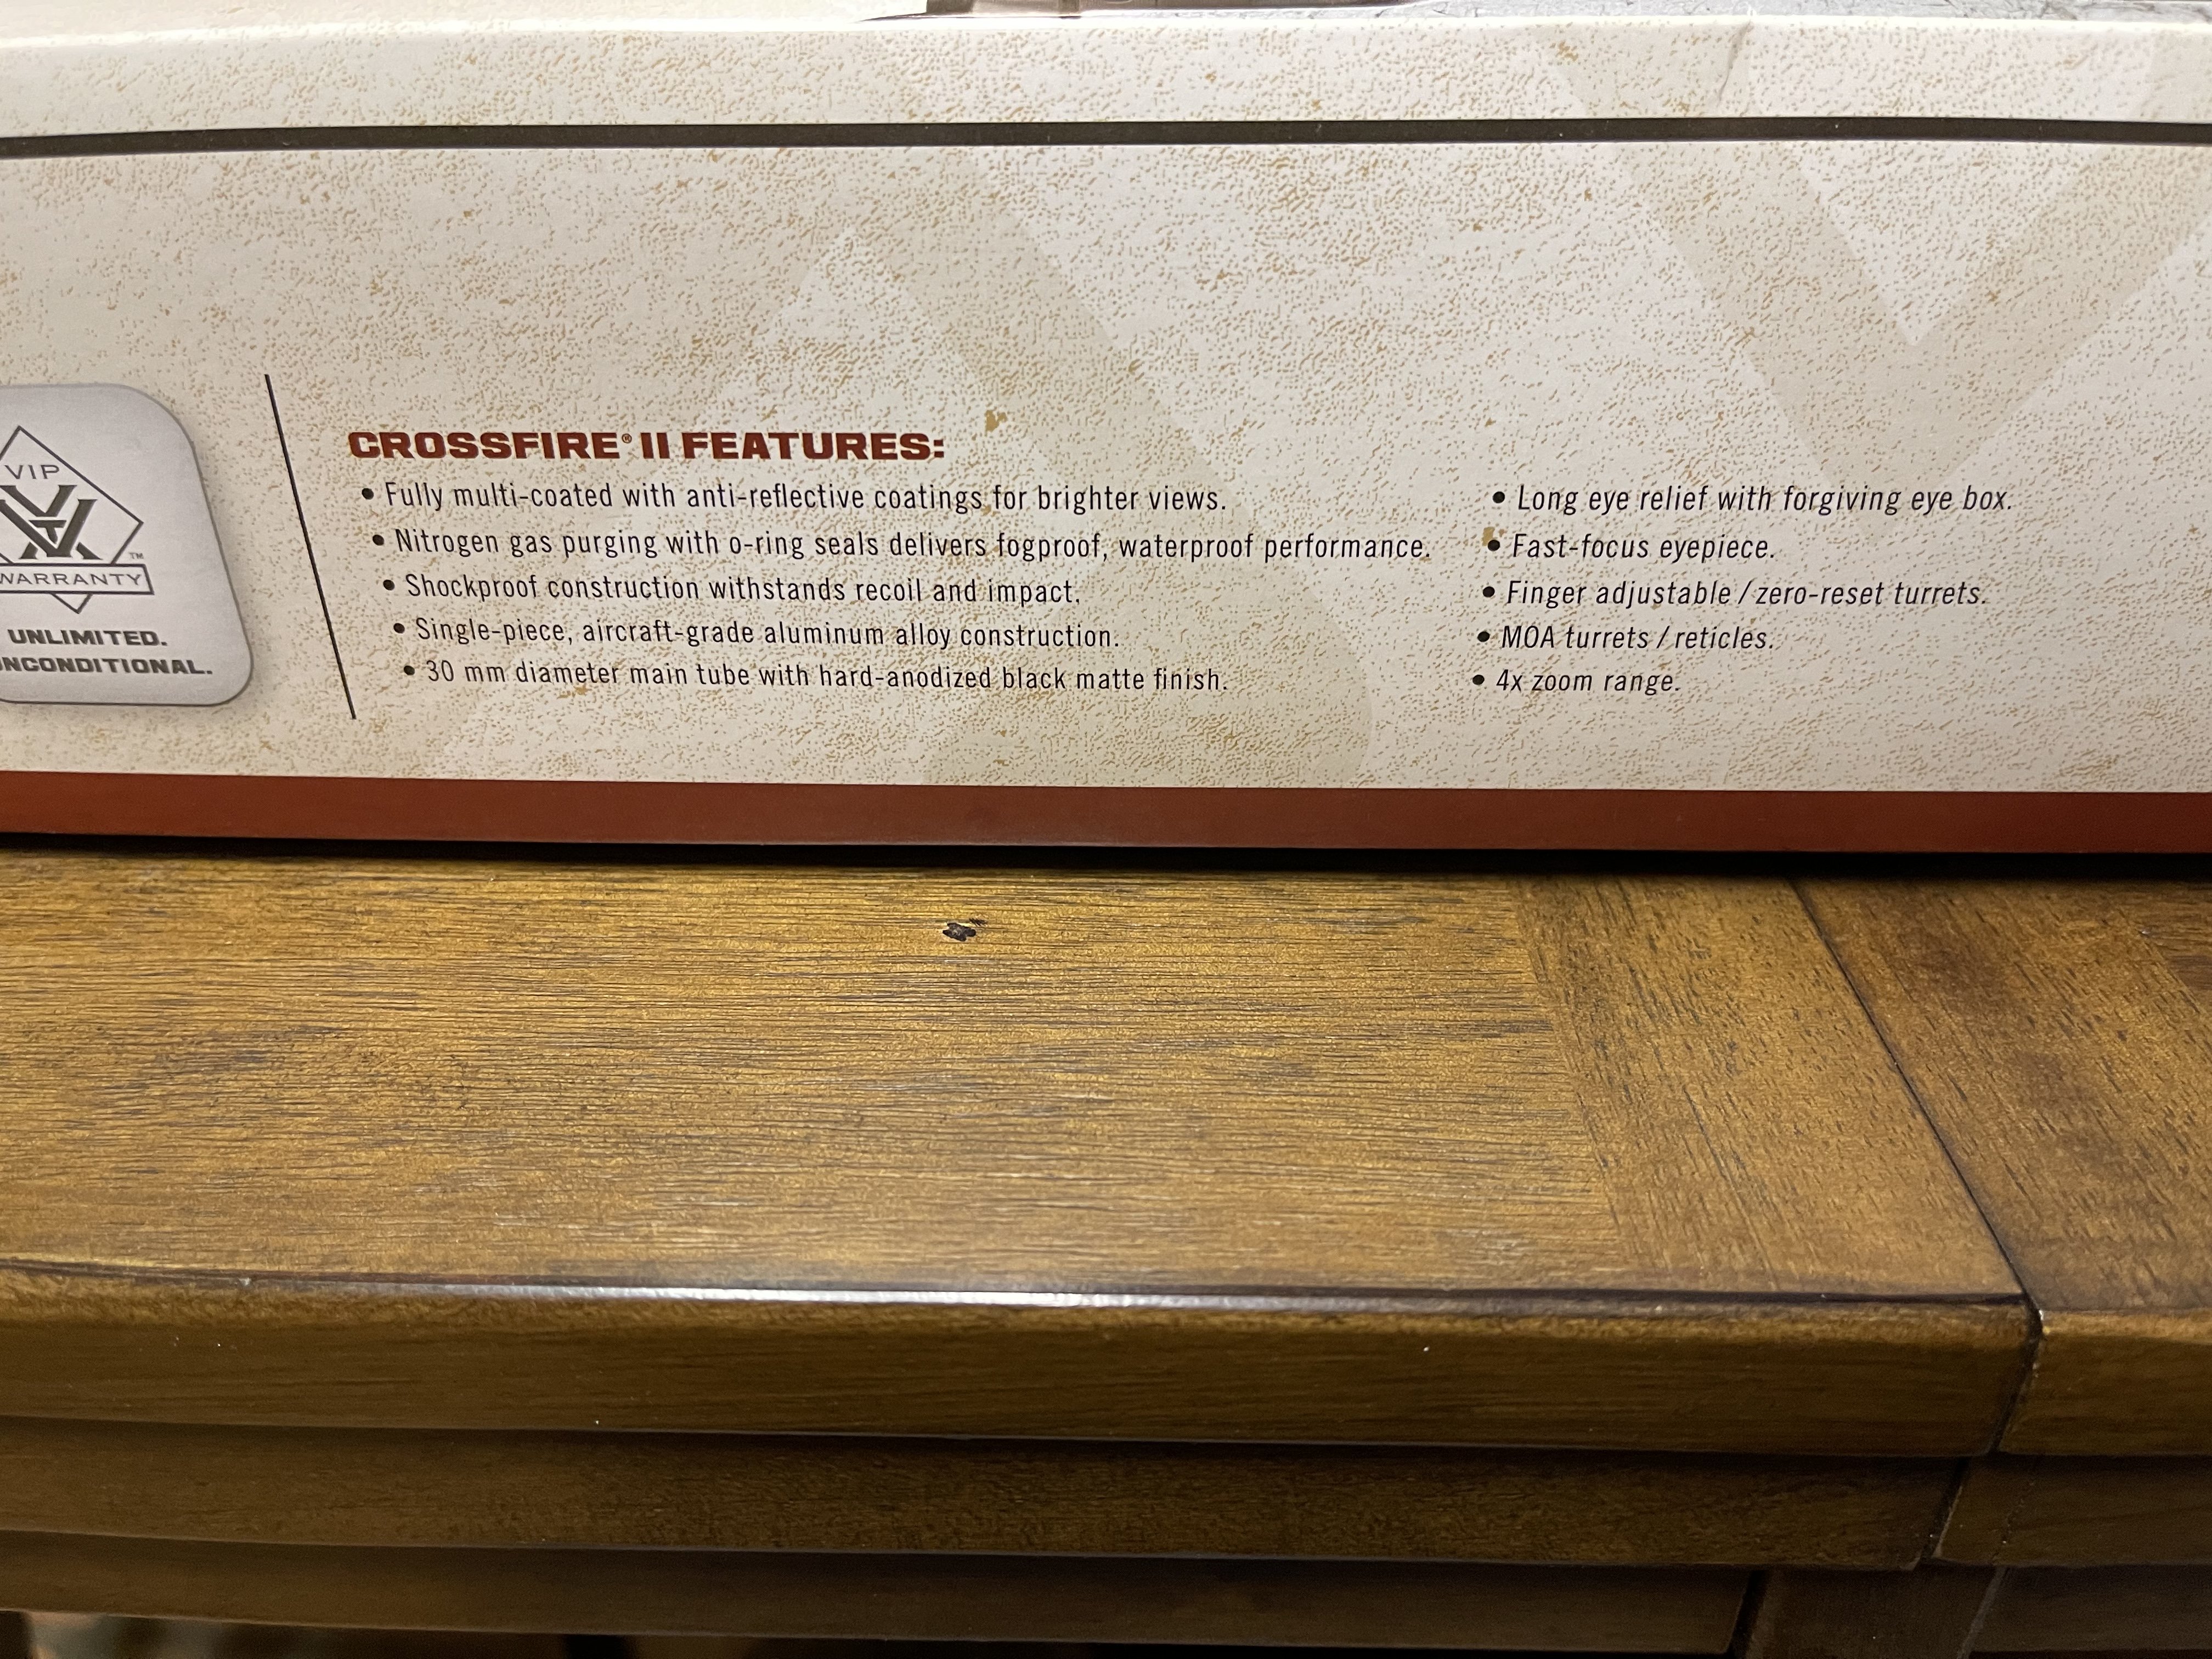 VIP
™
WARRANTY
UNLIMITED.
NCONDITIONAL.
CROSSFIRE® II FEATURES:
• Fully multi-coated with anti-reflective coatings for brighter views.
• Nitrogen gas purging with o-ring seals delivers fogproof, waterproof performance.
• Shockproof construction withstands recoil and impact.
• Single-piece, aircraft-grade aluminum alloy construction.
• 30 mm diameter main tube with hard-anodized black matte finish.
• Long eye relief with forgiving eye box.
• Fast-focus eyepiece.
• Finger adjustable / zero-reset turrets.
• MOA turrets / reticles.
• 4x zoom range.